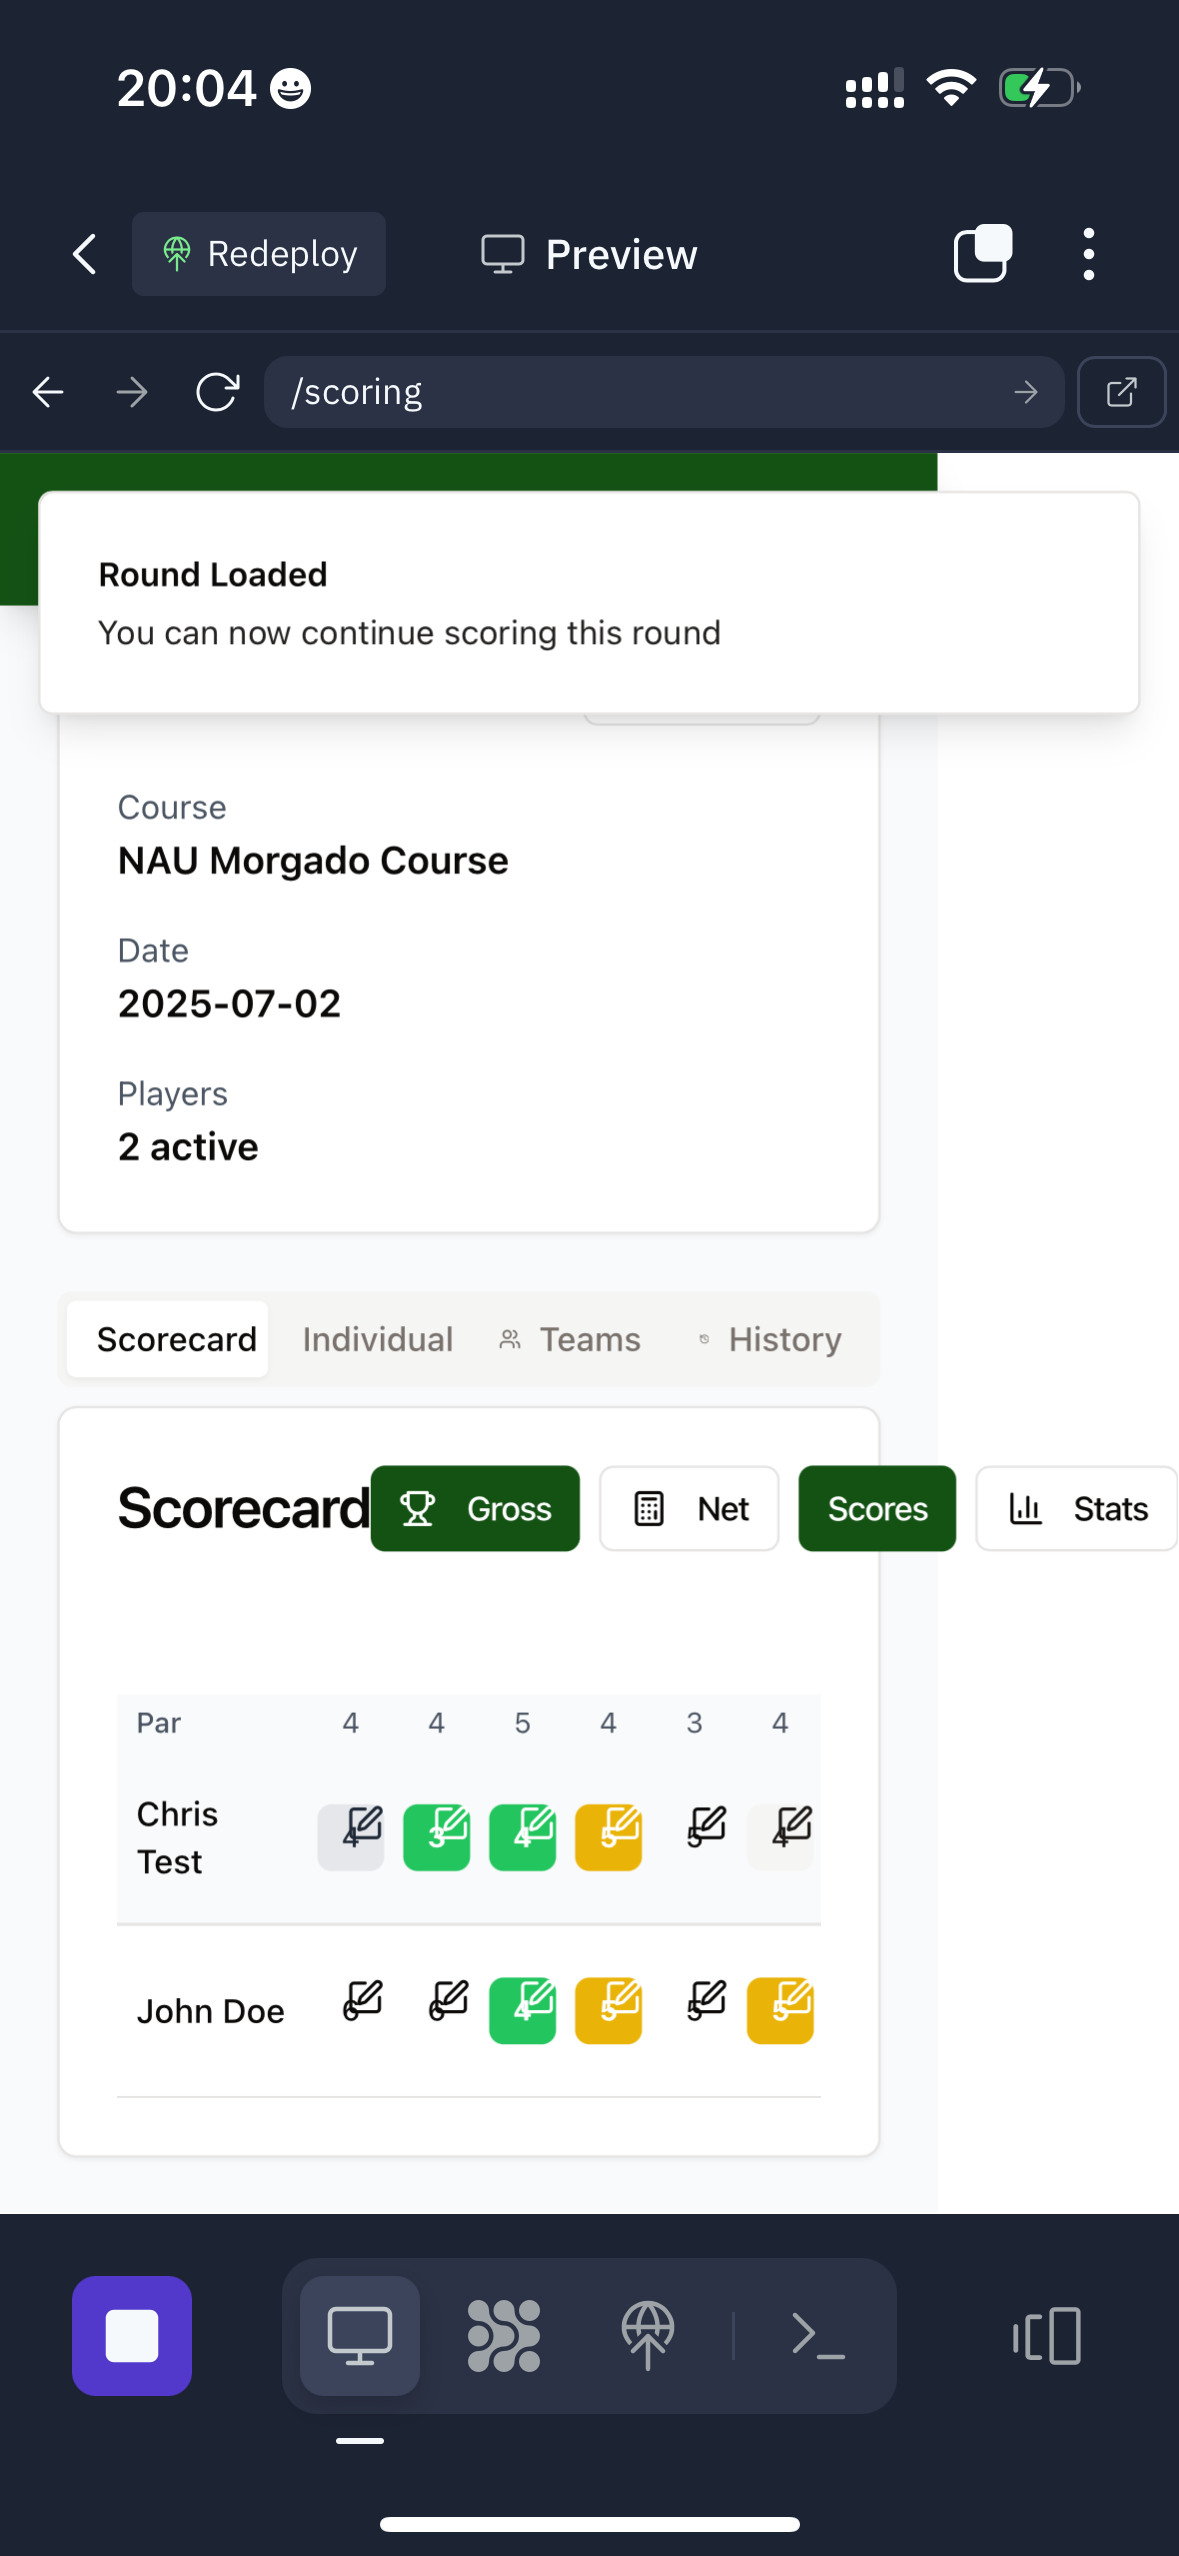 20:04
Redeploy
Preview
/scoring
Round Loaded
You can now continue scoring this round
Course
NAU Morgado Course
Date
2025-07-02
Players
2 active
Scorecard Individual Teams History
Scorecard Gross Net Scores Stats
Par 4 4 5 4 3 4
Chris
Test
4 3 4 5 5 4
John Doe 6 6 4 5 5 5